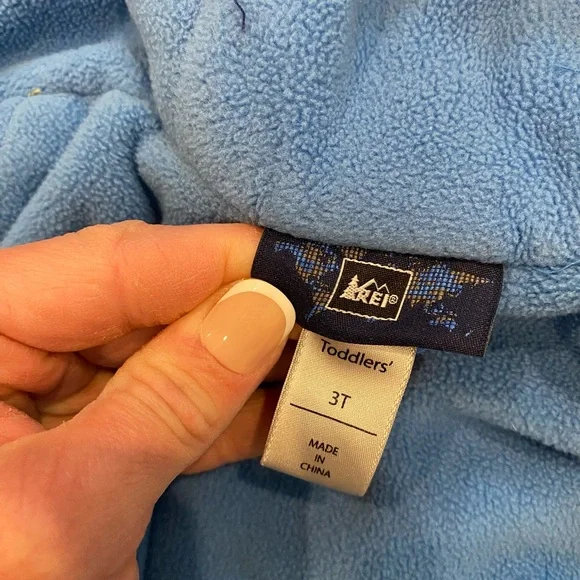 REI®
Toddlers'
3T
MADE
IN
CHINA